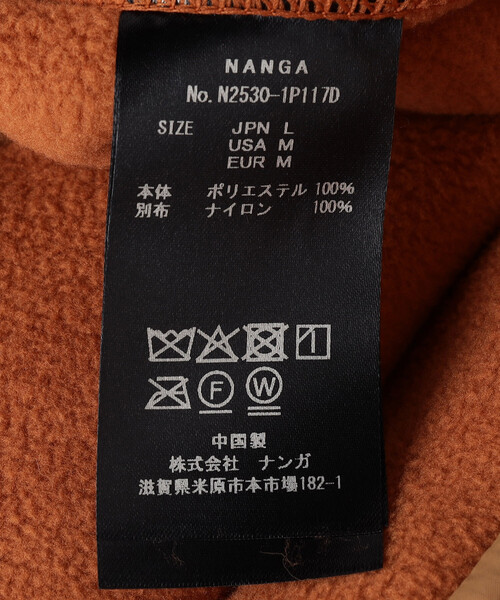 NANGA
No. N2530-1P117D
SIZE JPN L
USA M
EUR M
本体 ポリエステル 100%
別布 ナイロン 100%
F W
中国製
株式会社 ナンガ
滋賀県米原市本市場182-1